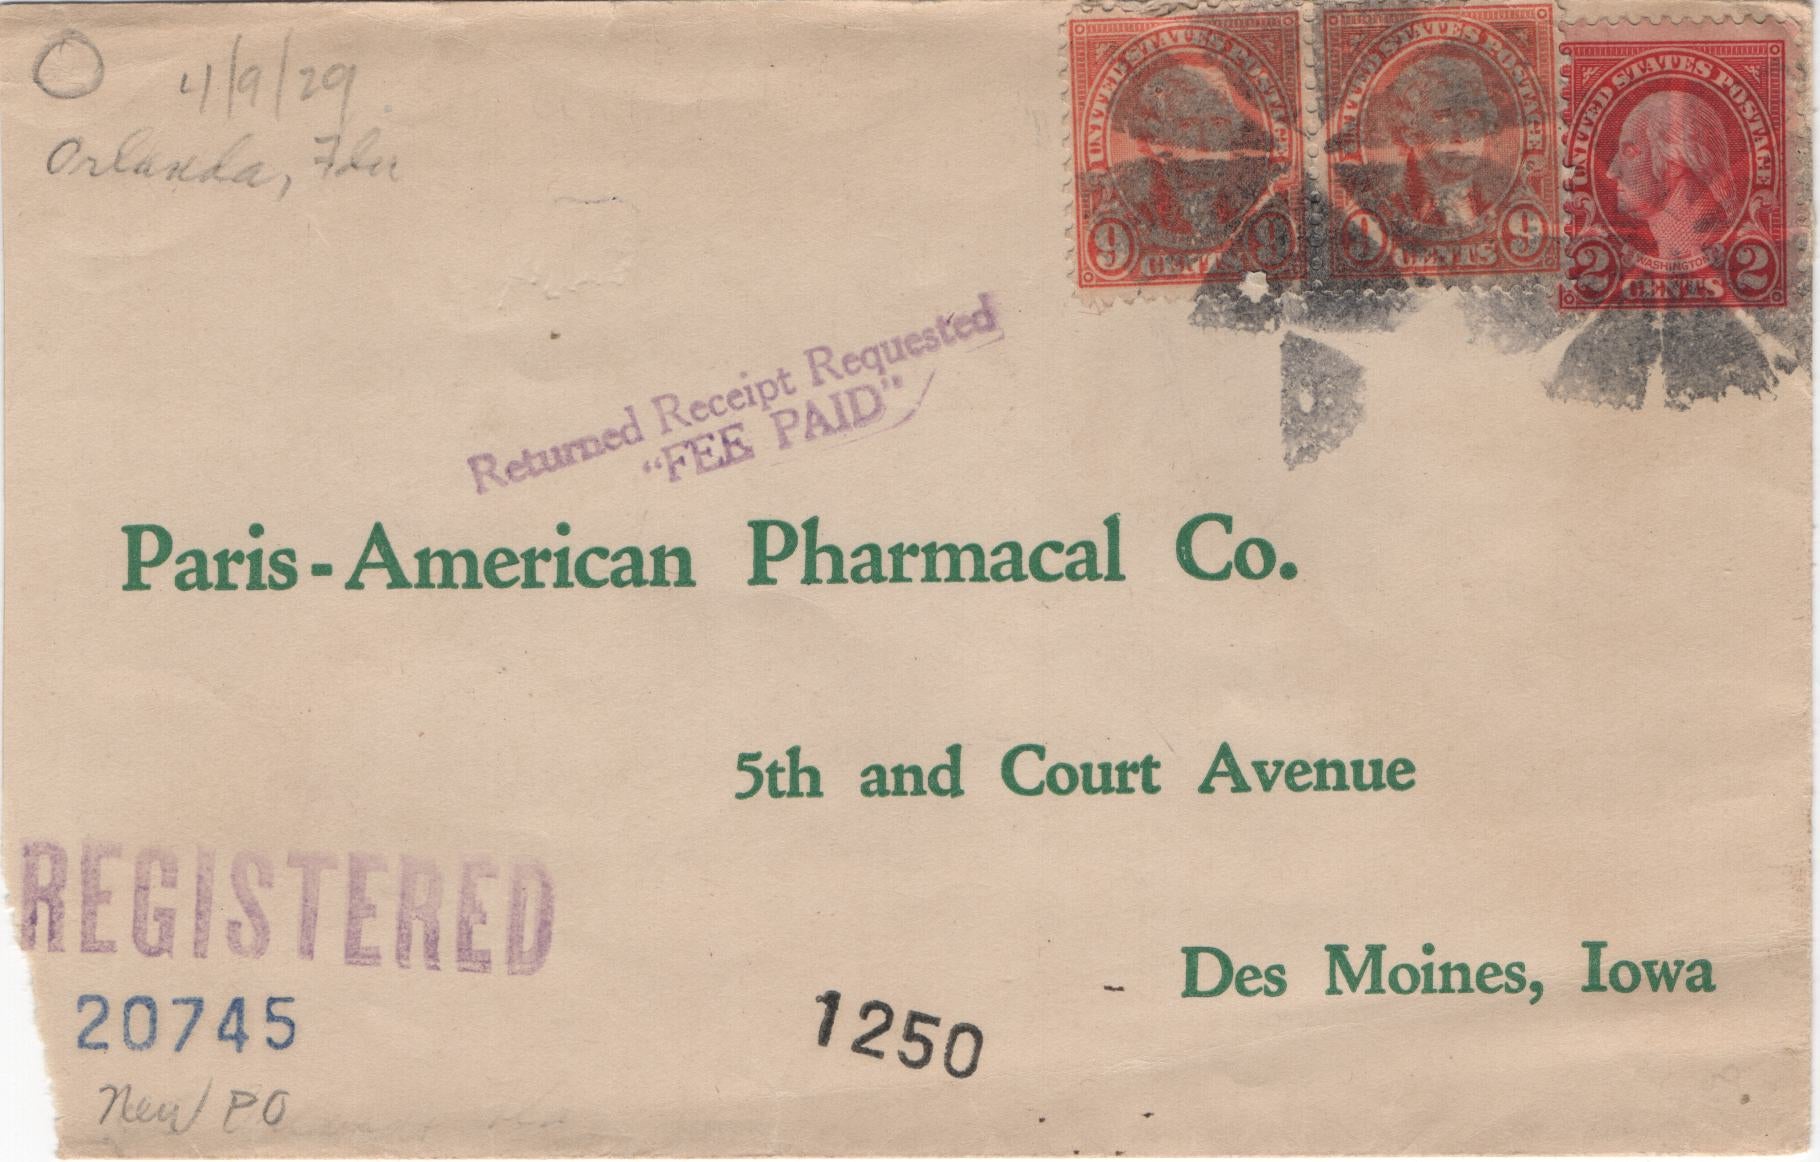 4/9/29
Orlanda, Fla
UNITED STATES POSTAGE
9 CENTS 9
UNITED STATES POSTAGE
9 CENTS 9
UNITED STATES POSTAGE
WASHINGTON
2 CENTS 2
Returned Receipt Requested
"FEE PAID"
Paris-American Pharmacal Co.
5th and Court Avenue
Des Moines, Iowa
REGISTERED
20745
1250
New PO